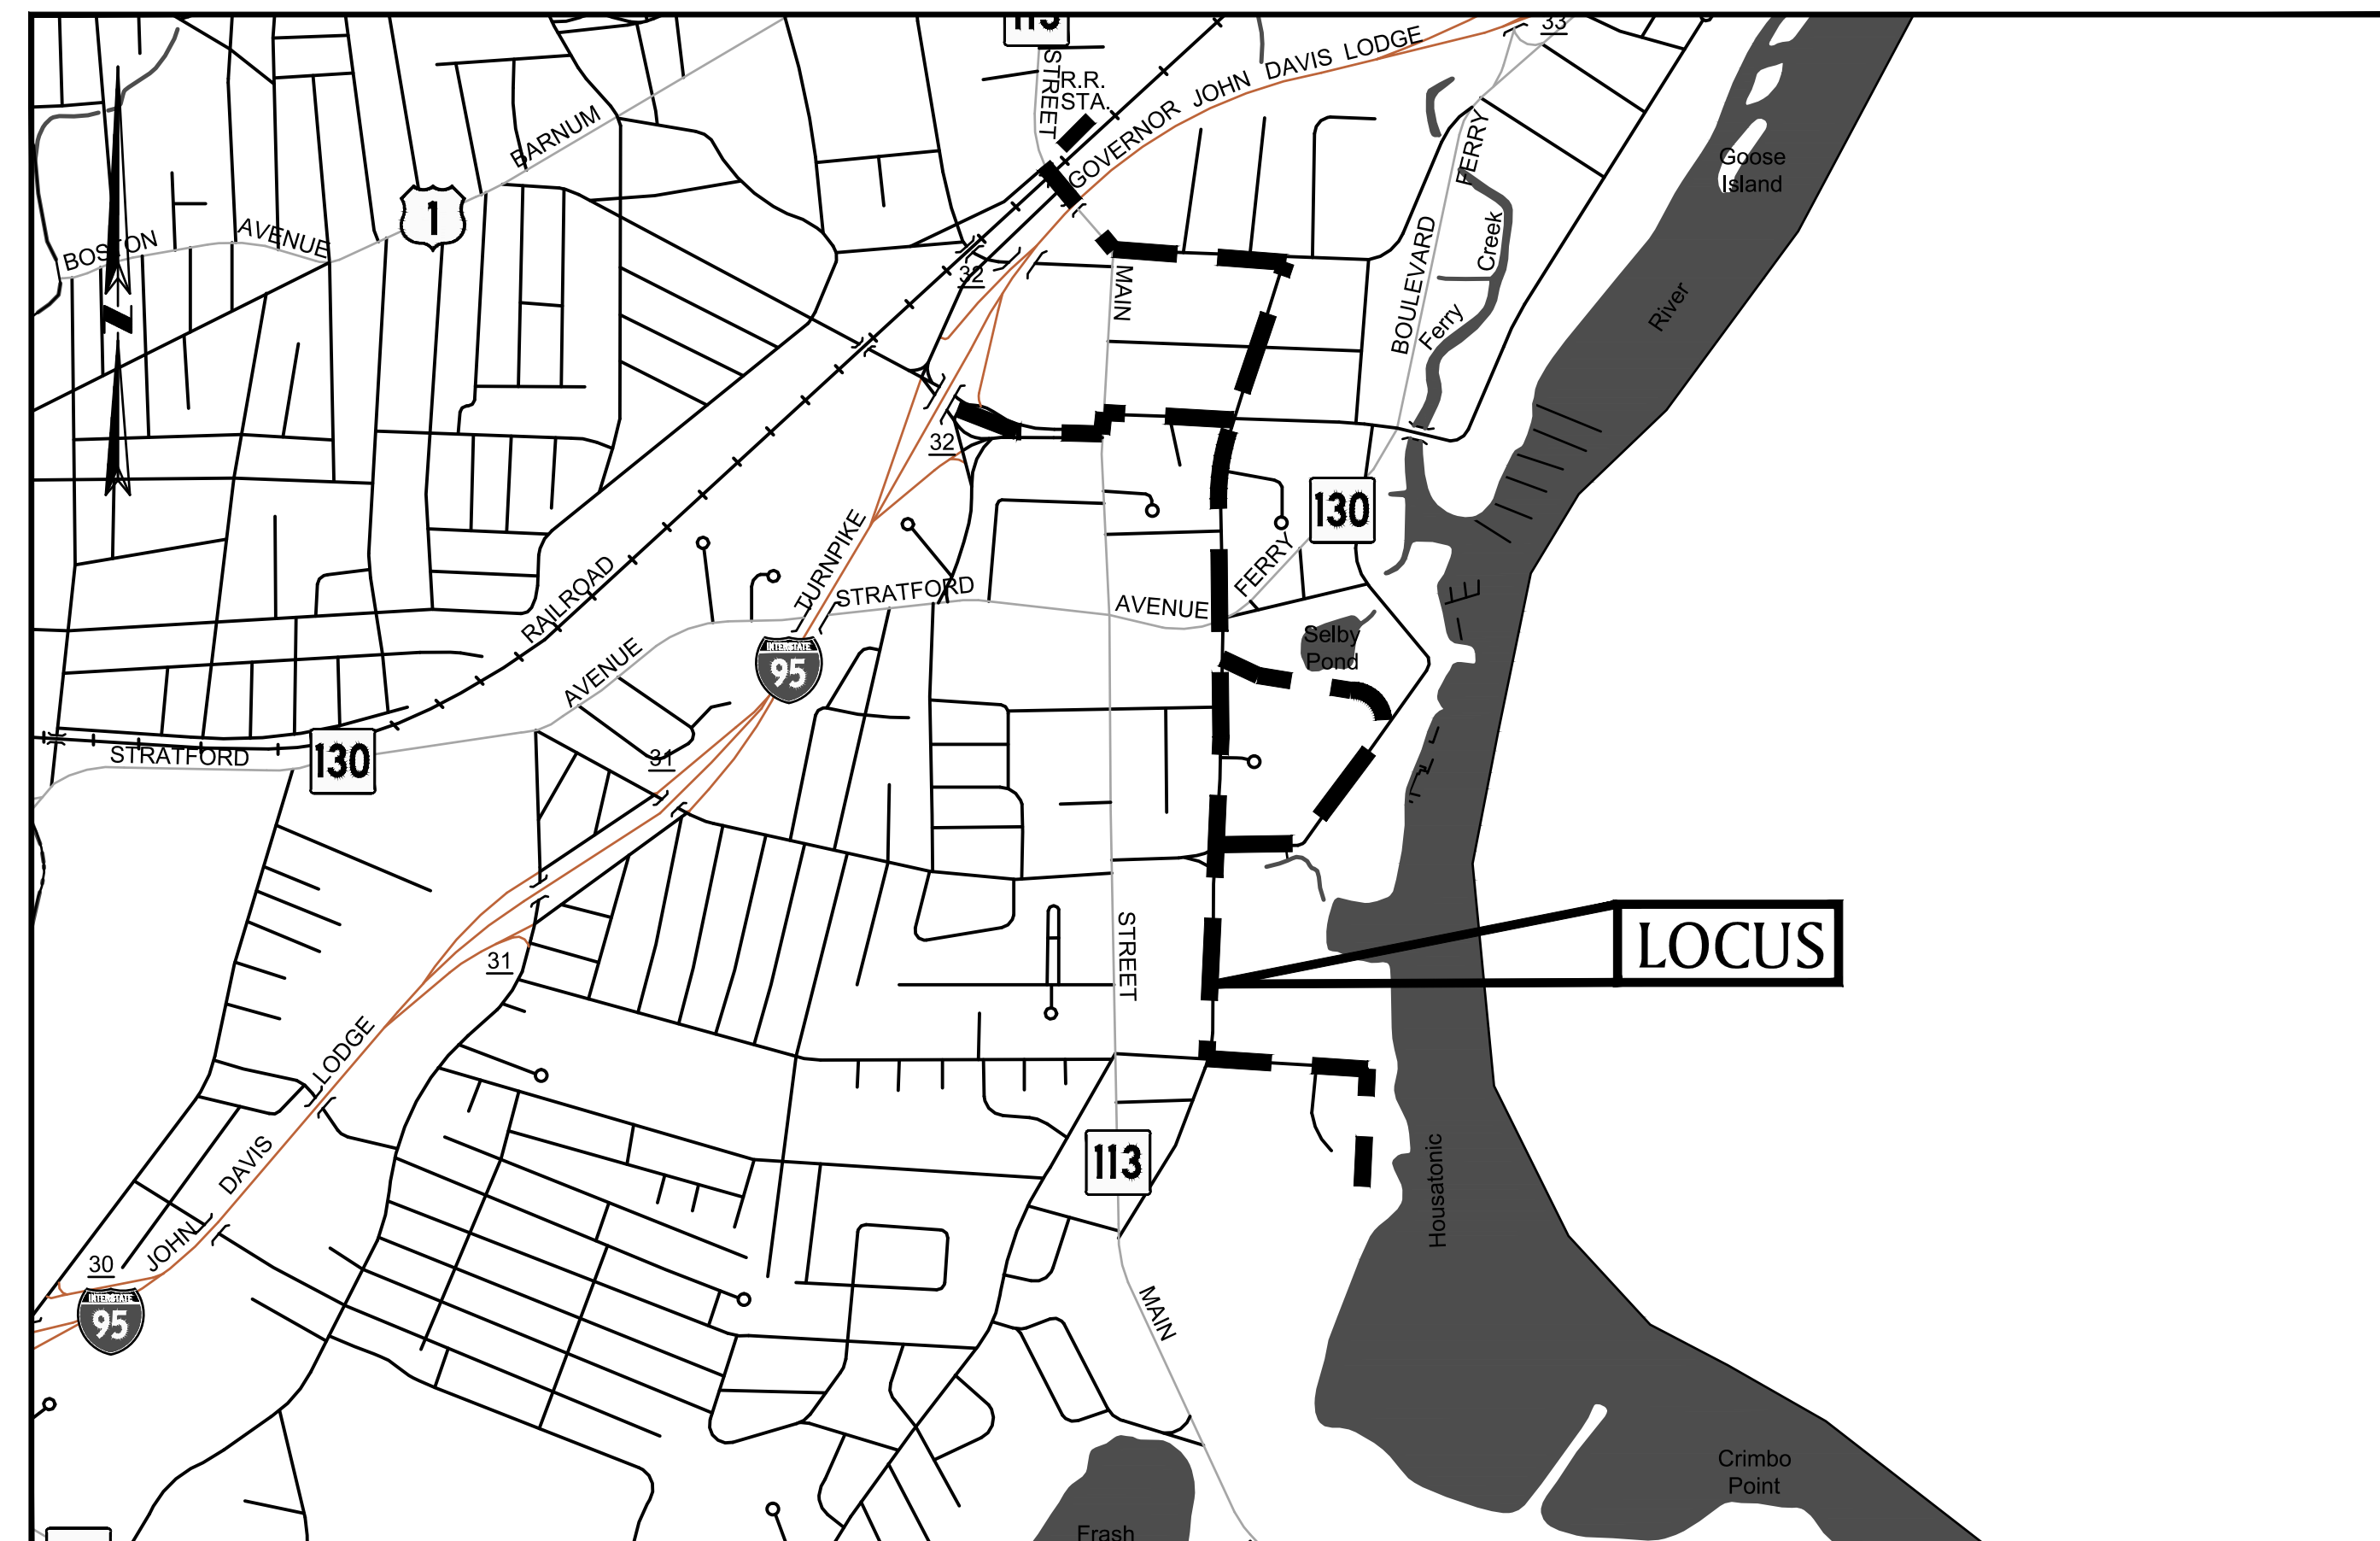 113
33
STREET
R.R.
STA.
GOVERNOR JOHN DAVIS LODGE
BARNUM
FERRY
Goose
Island
1
BOSTON
AVENUE
32
MAIN
BOULEVARD
Creek
Ferry
River
N
32
130
TURNPIKE
RAILROAD
STRATFORD
AVENUE
FERRY
Selby
Pond
INTERSTATE
95
AVENUE
STRATFORD
130
31
STREET
LOCUS
31
LODGE
113
DAVIS
Housatonic
JOHN
30
INTERSTATE
95
MAIN
Crimbo
Point
Frash